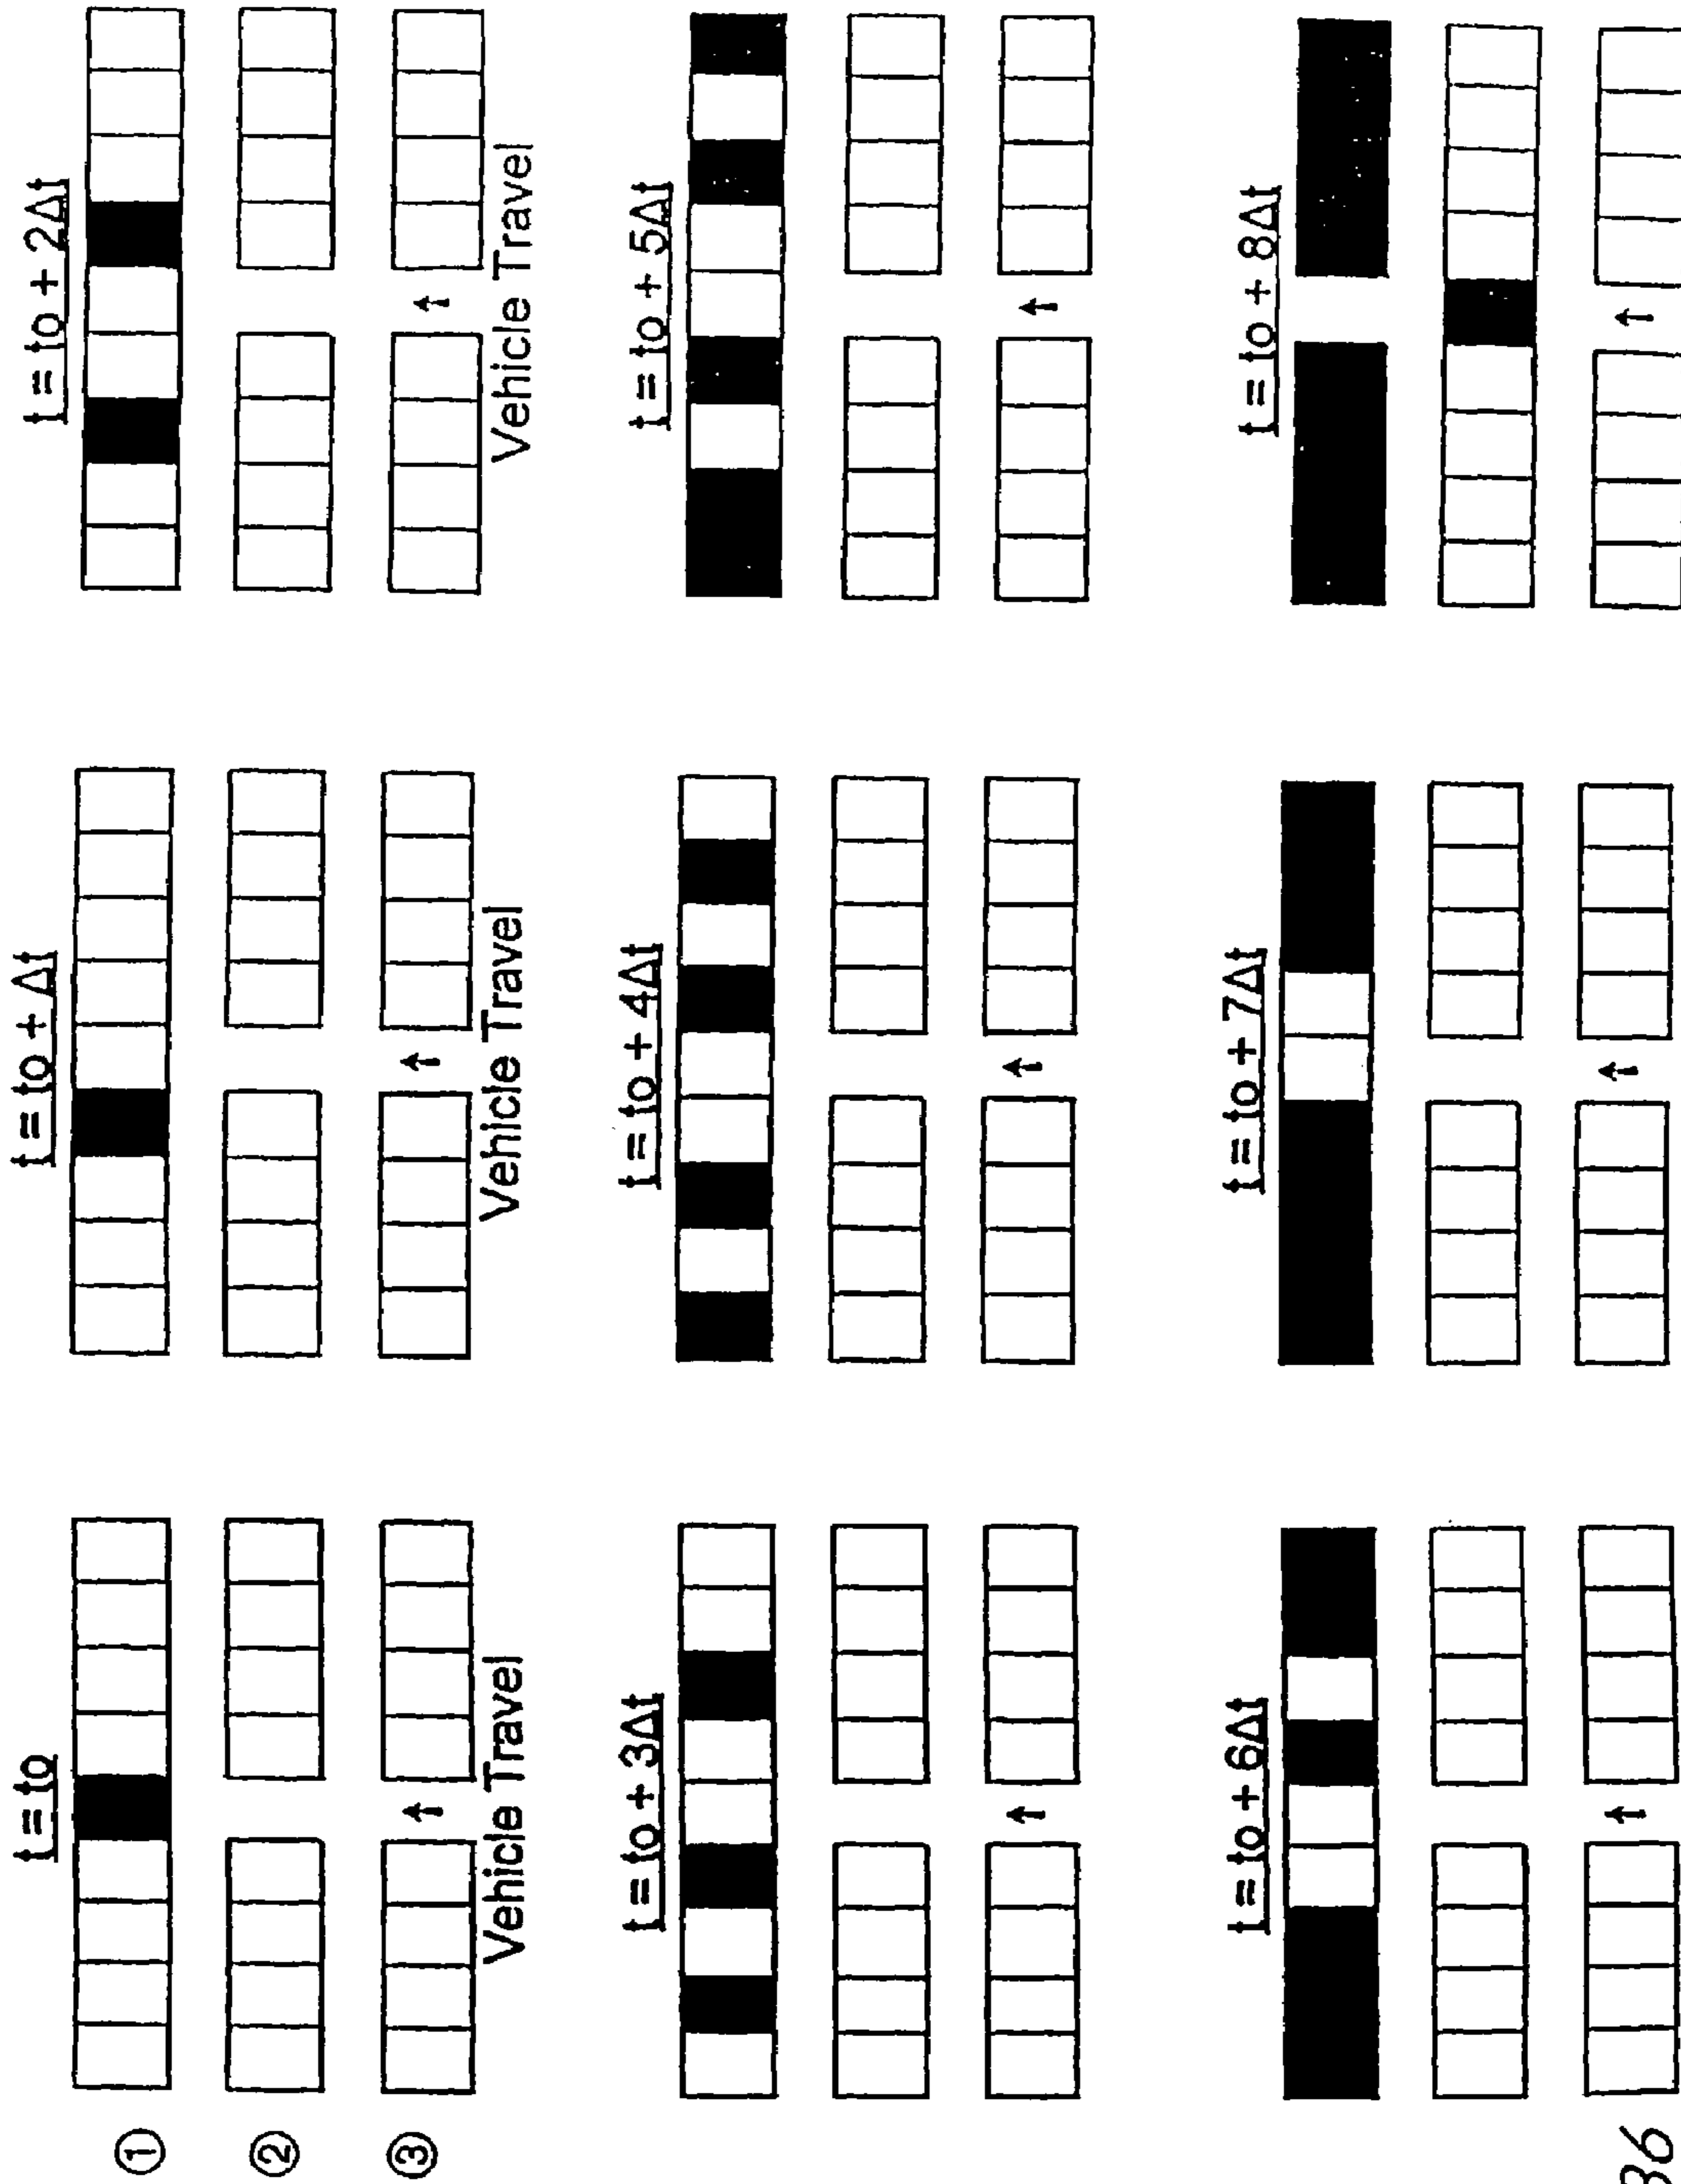 t = to
t = to + Δt
t = to + 2Δt
①
②
③
Vehicle Travel
Vehicle Travel
Vehicle Travel
t = to + 3Δt
t = to + 4Δt
t = to + 5Δt
t = to + 6Δt
t = to + 7Δt
t = to + 8Δt
36